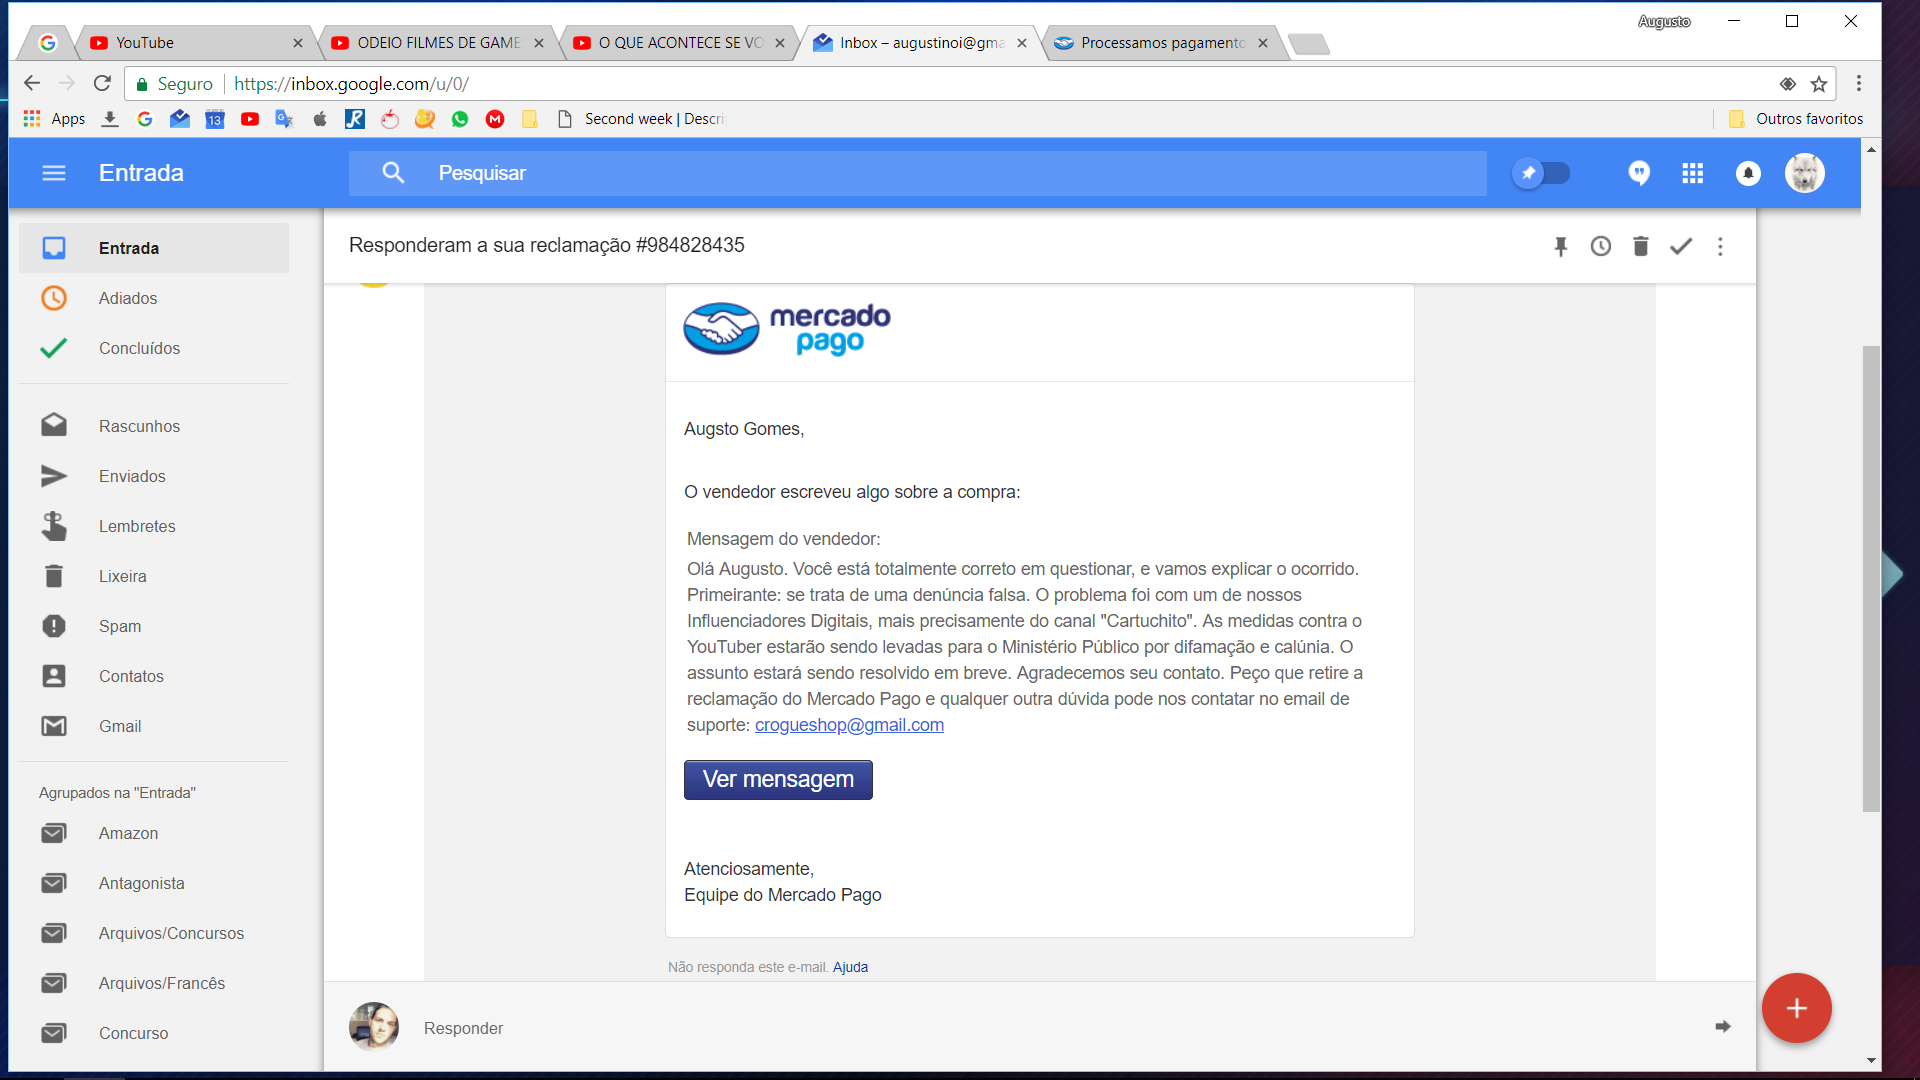 Augusto
YouTube
ODEIO FILMES DE GAME
O QUE ACONTECE SE VO
Inbox – augustinoi@gma
Processamos pagamento
Seguro
https://inbox.google.com/u/0/
Apps
13
Second week | Descri
Outros favoritos
Entrada
Pesquisar
Entrada
Adiados
Concluídos
Rascunhos
Enviados
Lembretes
Lixeira
Spam
Contatos
Gmail
Agrupados na "Entrada"
Amazon
Antagonista
Arquivos/Concursos
Arquivos/Francês
Concurso
Responderam a sua reclamação #984828435
mercado
pago
Augsto Gomes,
O vendedor escreveu algo sobre a compra:
Mensagem do vendedor:
Olá Augusto. Você está totalmente correto em questionar, e vamos explicar o ocorrido.
Primeirante: se trata de uma denúncia falsa. O problema foi com um de nossos
Influenciadores Digitais, mais precisamente do canal "Cartuchito". As medidas contra o
YouTuber estarão sendo levadas para o Ministério Público por difamação e calúnia. O
assunto estará sendo resolvido em breve. Agradecemos seu contato. Peço que retire a
reclamação do Mercado Pago e qualquer outra dúvida pode nos contatar no email de
suporte: crogueshop@gmail.com
Ver mensagem
Atenciosamente,
Equipe do Mercado Pago
Não responda este e-mail. Ajuda
Responder